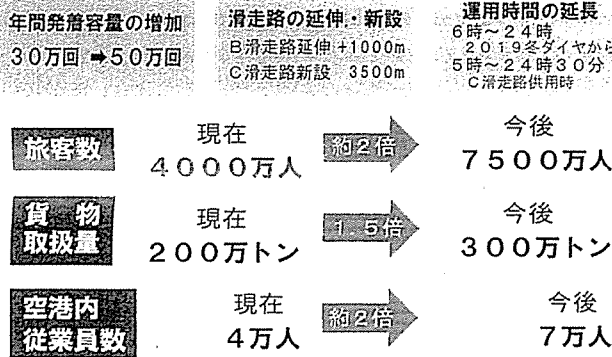 年間発着容量の増加
30万回 ➡50万回
滑走路の延伸・新設
B滑走路延伸 +1000m
C滑走路新設 3500m
運用時間の延長
6時～24時
2019冬ダイヤから
5時～24時30分
C滑走路供用時
旅客数
現在
4000万人
約2倍
今後
7500万人
貨物
取扱量
現在
200万トン
1.5倍
今後
300万トン
空港内
従業員数
現在
4万人
約2倍
今後
7万人